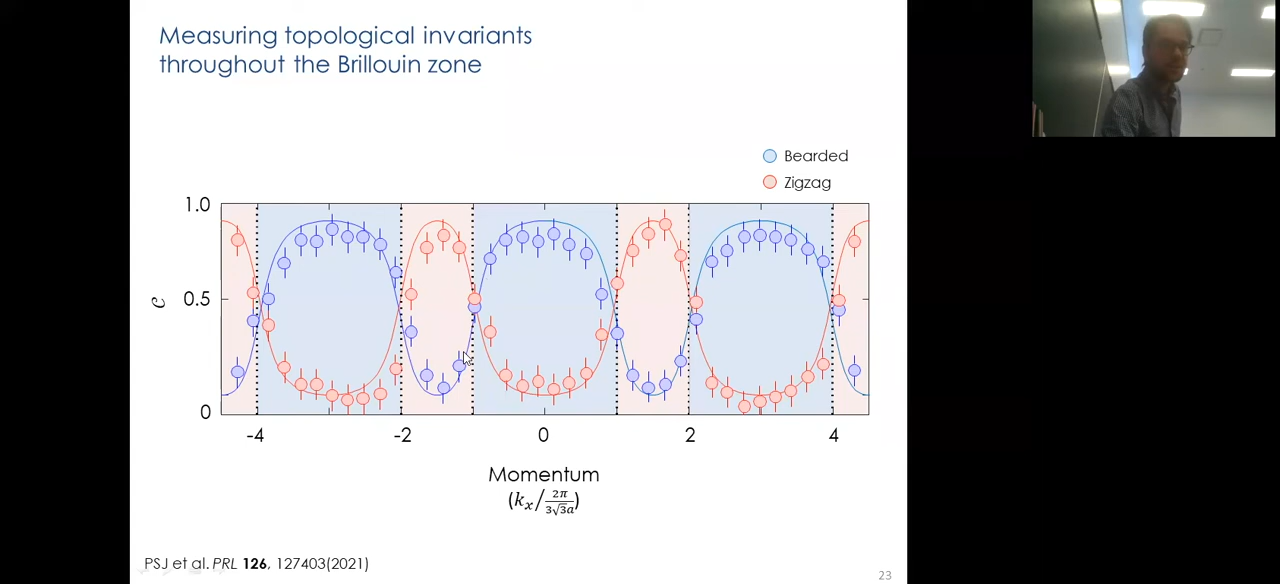 Measuring topological invariants
throughout the Brillouin zone
Bearded
Zigzag
1.0
0.5
0
𝒞
-4
-2
0
2
4
Momentum
(kₓ/2π/3√3a)
PSJ et al. PRL 126, 127403(2021)
23